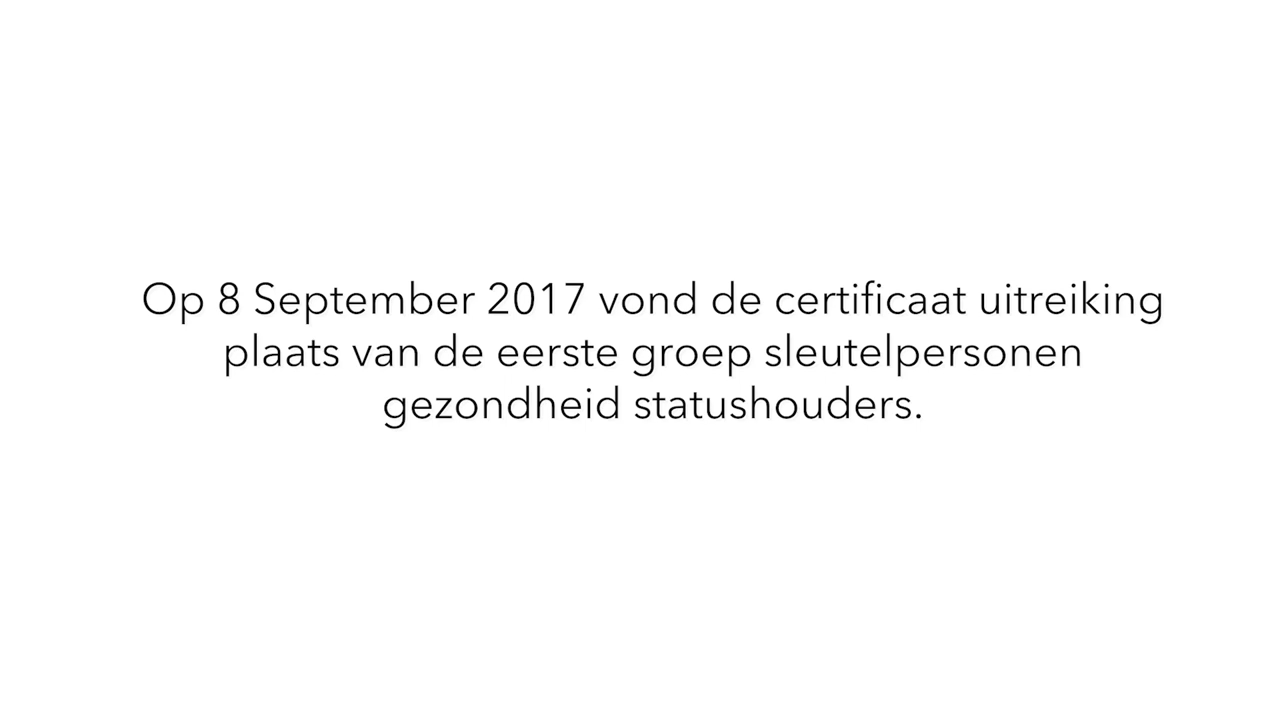 Op 8 September 2017 vond de certificaat uitreiking
plaats van de eerste groep sleutelpersonen
gezondheid statushouders.